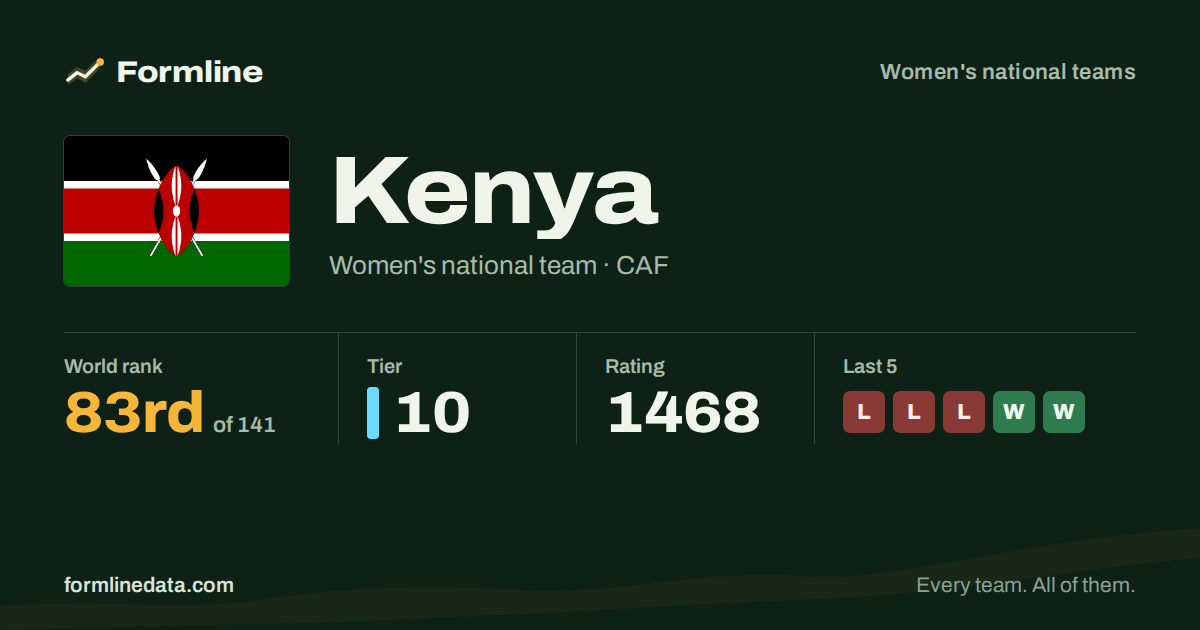 Formline
Women's national teams
Kenya
Women's national team · CAF
World rank
83rd of 141
Tier
10
Rating
1468
Last 5
L L L W W
formlinedata.com
Every team. All of them.